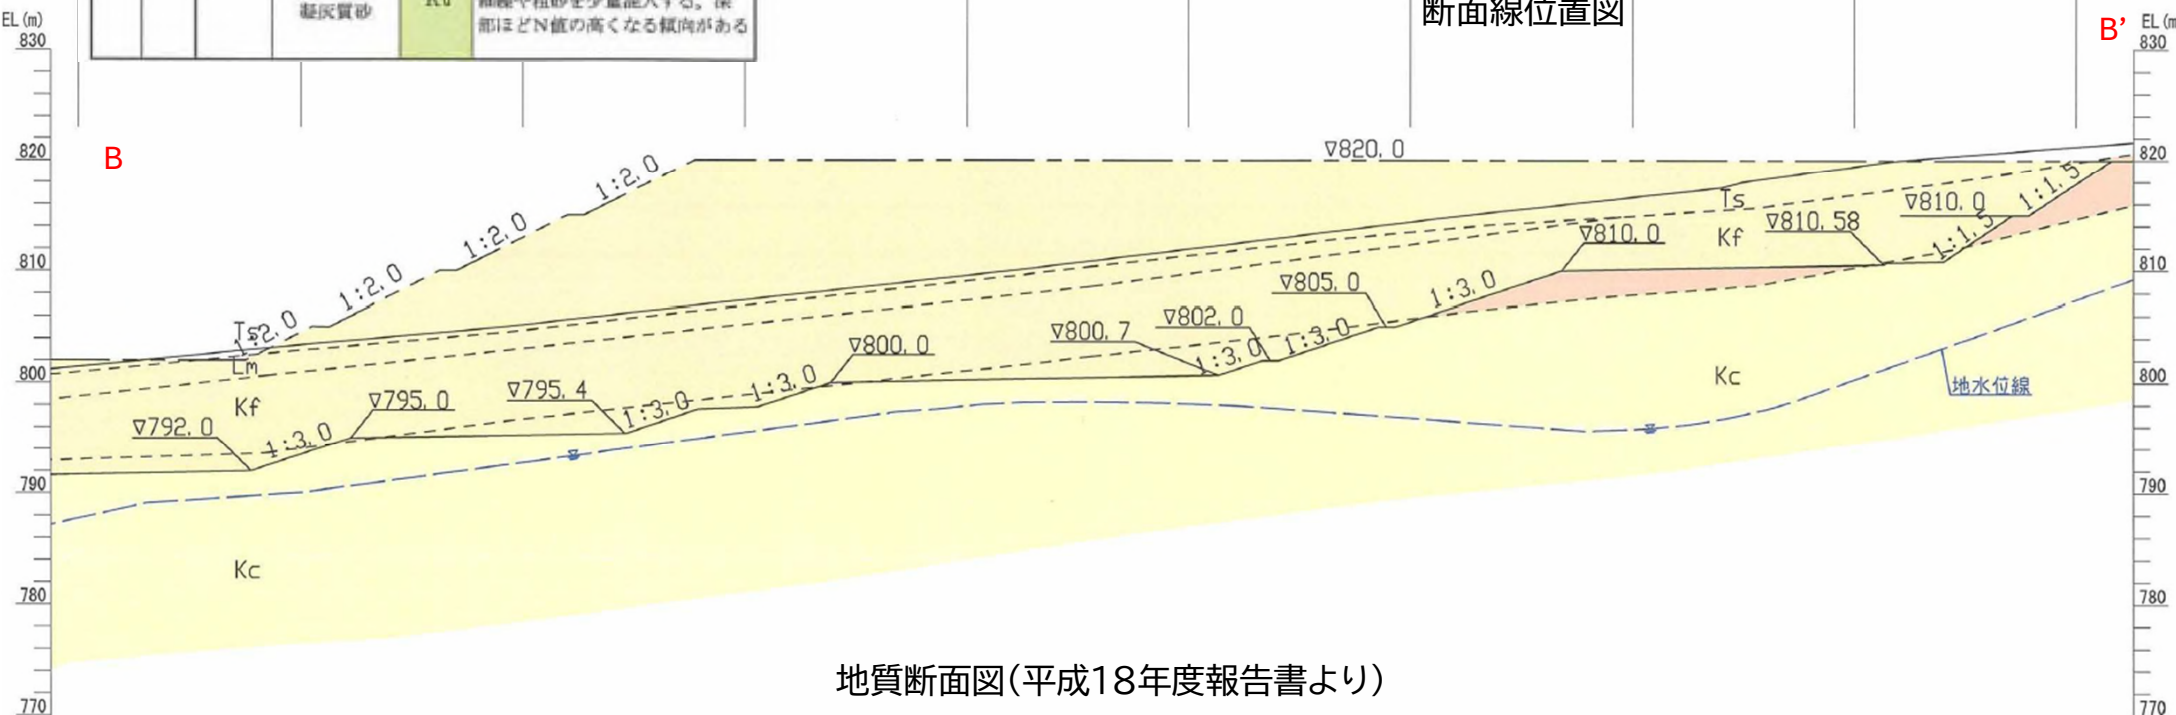 凝灰質砂
部ほどN値の高くなる傾向がある
断面線位置図
EL(m)
830
820
810
800
790
780
770
B
B’
EL(m
830
820
810
800
790
780
770
∇820.0
1:2.0
1:2.0
1:2.0
1:2.0
Ts
Lm
Kf
∇792.0
1:3.0
∇795.0
∇795.4
1:3.0
1:3.0
∇800.0
∇800.7
∇802.0
1:3.0
∇805.0
1:3.0
1:3.0
∇810.0
Ts
Kf
∇810.58
∇810.0
1:1.5
1:1.5
Kc
地水位線
Kc
地質断面図(平成18年度報告書より)